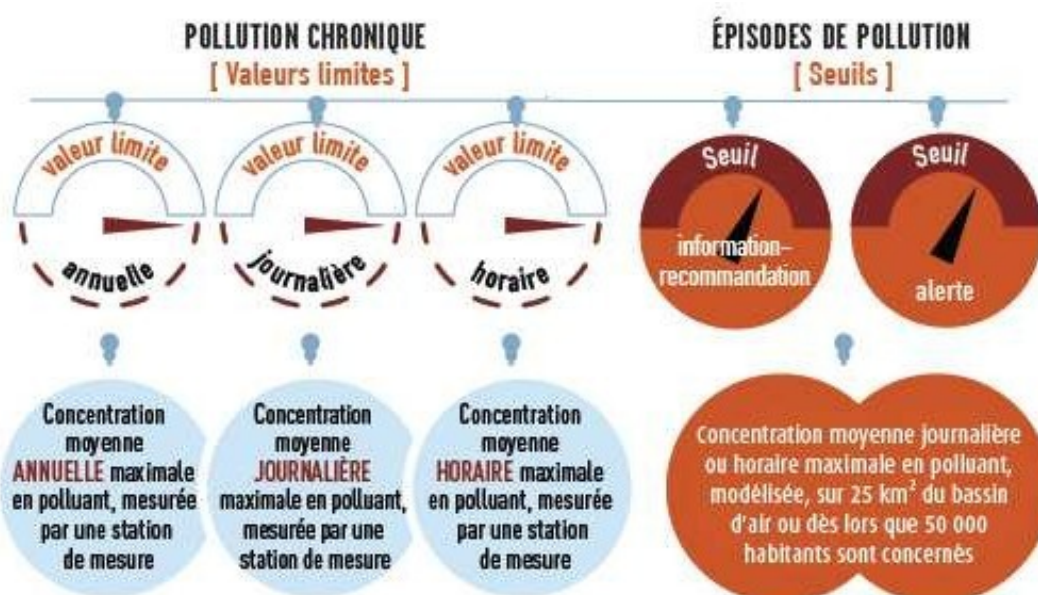 POLLUTION CHRONIQUE
[ Valeurs limites ]
valeur limite
annuelle
valeur limite
journalière
valeur limite
horaire
Concentration
moyenne
ANNUELLE maximale
en polluant, mesurée
par une station
de mesure
Concentration
moyenne
JOURNALIÈRE
maximale en polluant,
mesurée par une
station de mesure
Concentration
moyenne
HORAIRE maximale
en polluant, mesurée
par une station
de mesure
ÉPISODES DE POLLUTION
[ Seuils ]
Seuil
information–
recommandation
Seuil
alerte
Concentration moyenne journalière
ou horaire maximale en polluant,
modélisée, sur 25 km² du bassin
d'air ou dès lors que 50 000
habitants sont concernés